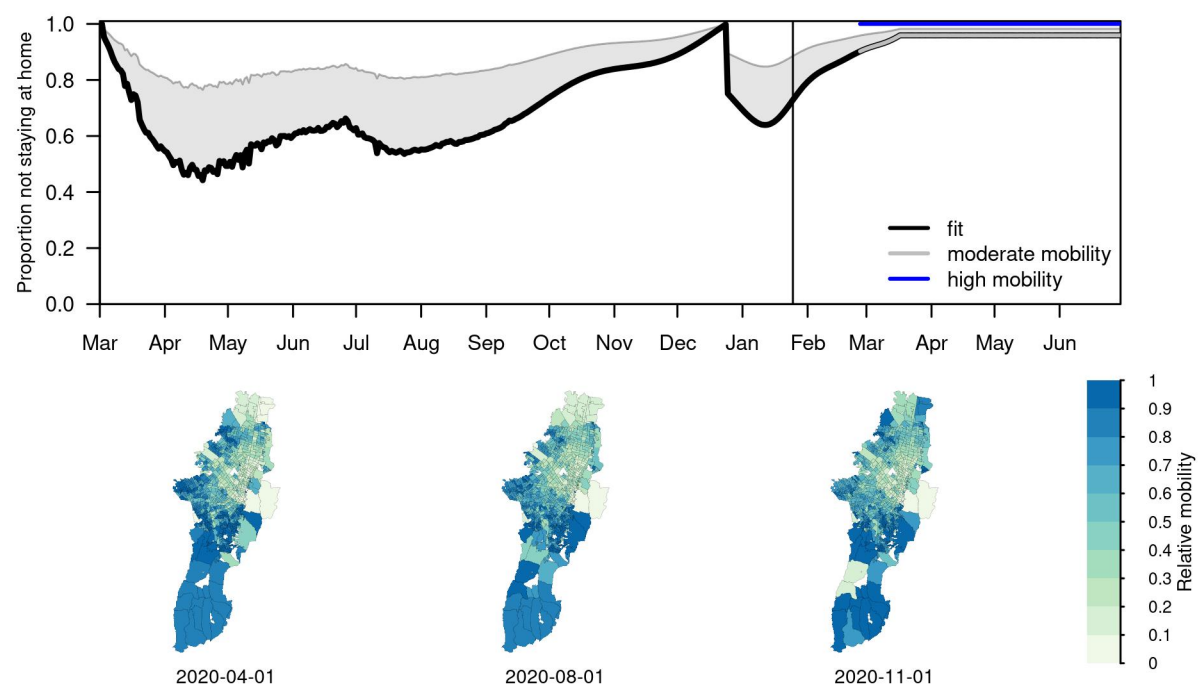 Proportion not staying at home
1.0
0.8
0.6
0.4
0.2
0.0
fit
moderate mobility
high mobility
Mar Apr May Jun Jul Aug Sep Oct Nov Dec Jan Feb Mar Apr May Jun
2020-04-01 2020-08-01 2020-11-01
1
0.9
0.8
0.7
0.6
0.5
0.4
0.3
0.2
0.1
0
Relative mobility